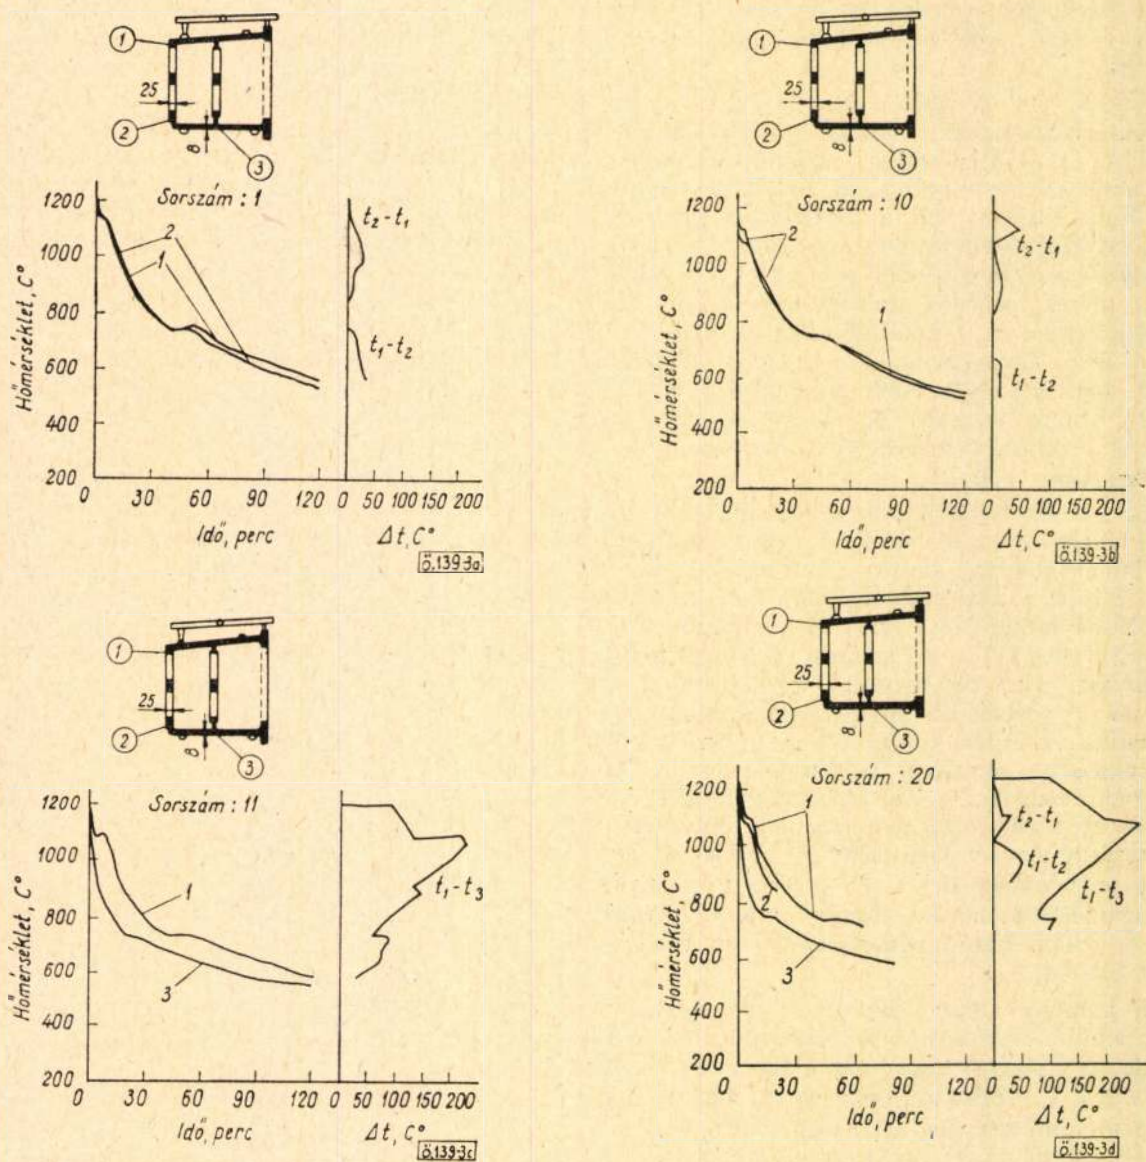 1
25
2
8
3
Sorszám : 1
1200
1000
800
600
400
200
Hőmérséklet, C°
2
1
t₂-t₁
t₁-t₂
0 30 60 90 120
0 50 100 150 200
Idő, perc
Δt, C°
Ö.139-3a
1
25
2
8
3
Sorszám : 10
1200
1000
800
600
400
200
Hőmérséklet, C°
2
1
t₂-t₁
t₁-t₂
0 30 60 90 120
0 50 100 150 200
Idő, perc
Δt, C°
Ö.139-3b
1
25
2
8
3
Sorszám : 11
1200
1000
800
600
400
200
Hőmérséklet, C°
1
3
t₁-t₃
0 30 60 90 120
0 50 100 150 200
Idő, perc
Δt, C°
Ö.139-3c
1
25
2
8
3
Sorszám : 20
1200
1000
800
600
400
200
Hőmérséklet, C°
1
2
3
t₂-t₁
t₁-t₂
t₁-t₃
0 30 60 90 120
0 50 100 150 200
Idő, perc
Δt, C°
Ö.139-3d